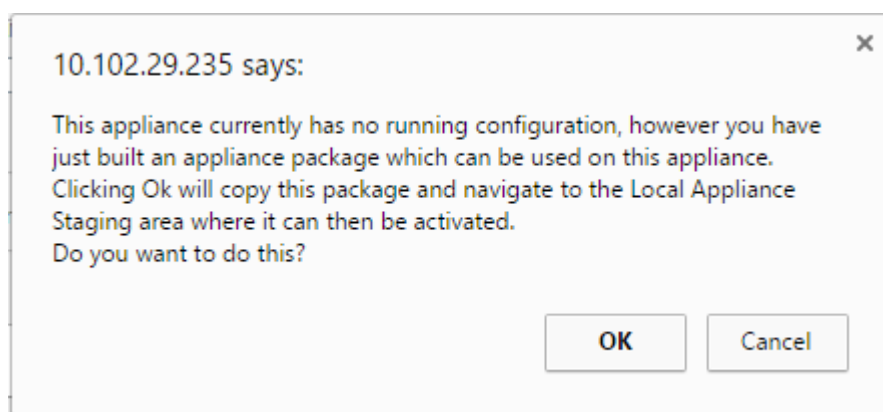 10.102.29.235 says:
This appliance currently has no running configuration, however you have
just built an appliance package which can be used on this appliance.
Clicking Ok will copy this package and navigate to the Local Appliance
Staging area where it can then be activated.
Do you want to do this?
OK Cancel